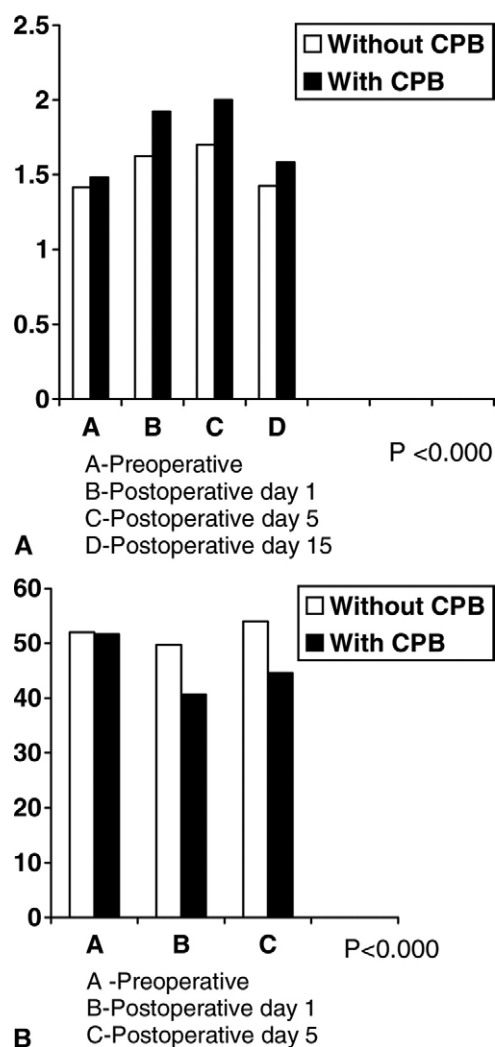 2.5
Without CPB
With CPB
2
1.5
1
0.5
0
A B C D
P <0.000
A-Preoperative
B-Postoperative day 1
C-Postoperative day 5
D-Postoperative day 15
A
60
Without CPB
With CPB
50
40
30
20
10
0
A B C
P<0.000
A -Preoperative
B-Postoperative day 1
C-Postoperative day 5
B